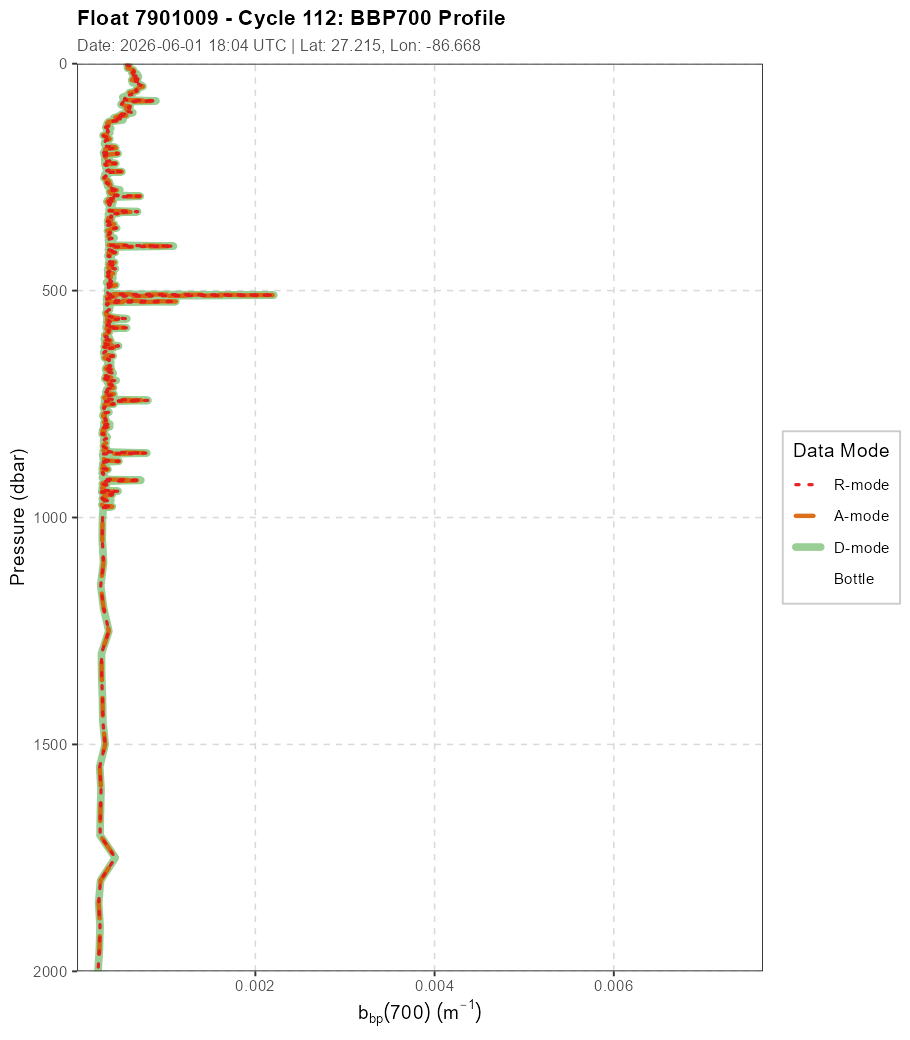 Float 7901009 - Cycle 112: BBP700 Profile
Date: 2026-06-01 18:04 UTC | Lat: 27.215, Lon: -86.668
0
500
1000
1500
2000
Pressure (dbar)
0.002
0.004
0.006
b_bp(700) (m⁻¹)
Data Mode
R-mode
A-mode
D-mode
Bottle